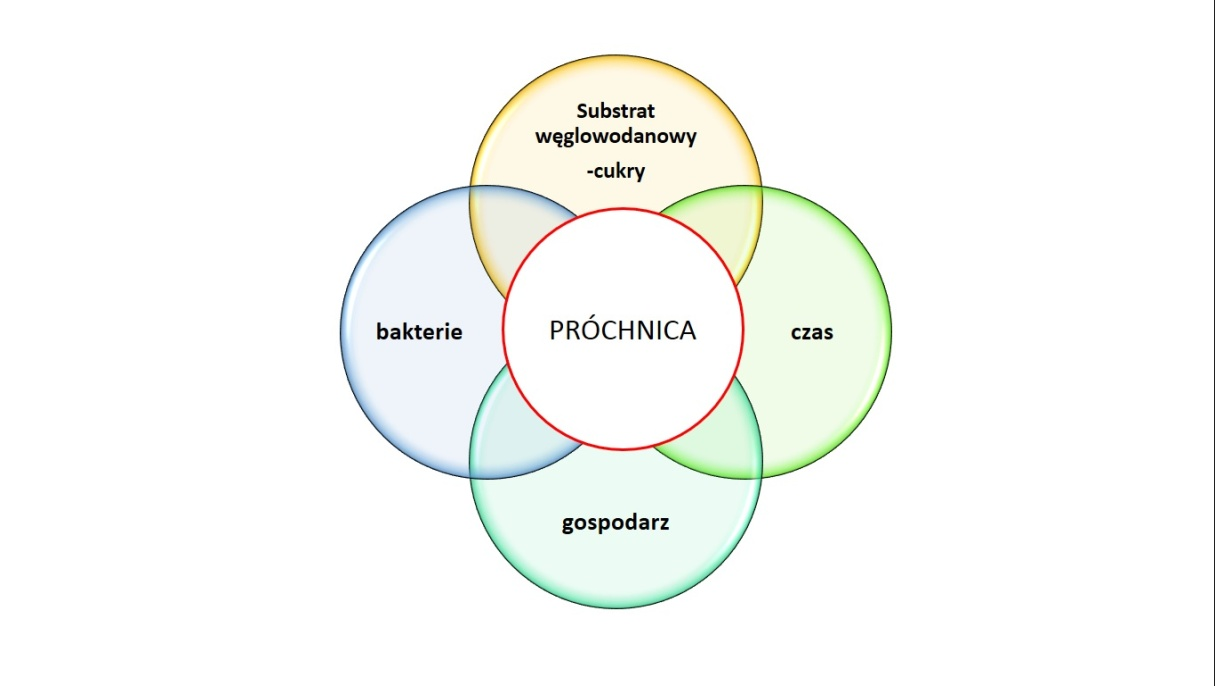 Substrat
węglowodanowy
-cukry
bakterie
PRÓCHNICA
czas
gospodarz